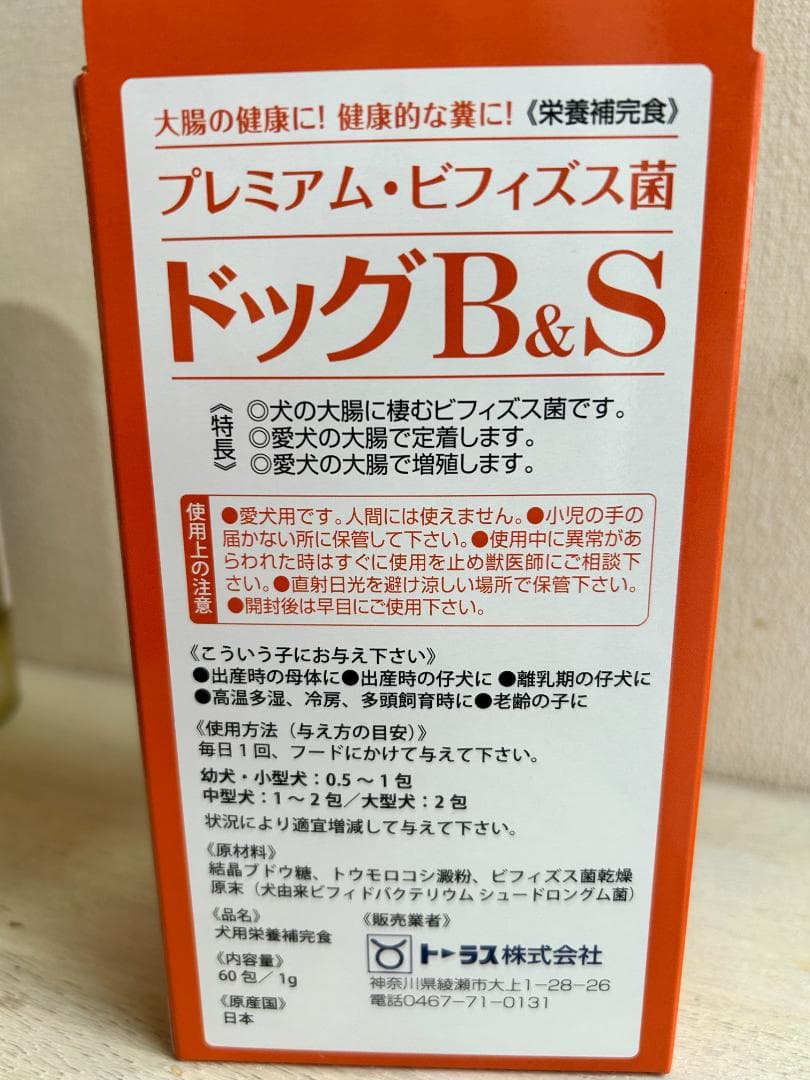 大腸の健康に! 健康的な糞に!《栄養補完食》
プレミアム・ビフィズス菌
ドッグB&S
《特長》
◎犬の大腸に棲むビフィズス菌です。
◎愛犬の大腸で定着します。
◎愛犬の大腸で増殖します。
使用上の注意
●愛犬用です。人間には使えません。●小児の手の
届かない所に保管して下さい。●使用中に異常があ
らわれた時はすぐに使用を止め獣医師にご相談下
さい。●直射日光を避け涼しい場所で保管下さい。
●開封後は早目にご使用下さい。
《こういう子にお与え下さい》
●出産時の母体に●出産時の仔犬に ●離乳期の仔犬に
●高温多湿、冷房、多頭飼育時に●老齢の子に
《使用方法(与え方の目安)》
毎日1回、フードにかけて与えて下さい。
幼犬・小型犬:0.5～1包
中型犬:1～2包/大型犬:2包
状況により適宜増減して与えて下さい。
《原材料》
結晶ブドウ糖、トウモロコシ澱粉、ビフィズス菌乾燥
原末(犬由来ビフィドバクテリウム シュードロングム菌)
《品名》
犬用栄養補完食
《内容量》
60包/1g
《原産国》
日本
《販売業者》
トーラス株式会社
神奈川県綾瀬市大上1-28-26
電話0467-71-0131